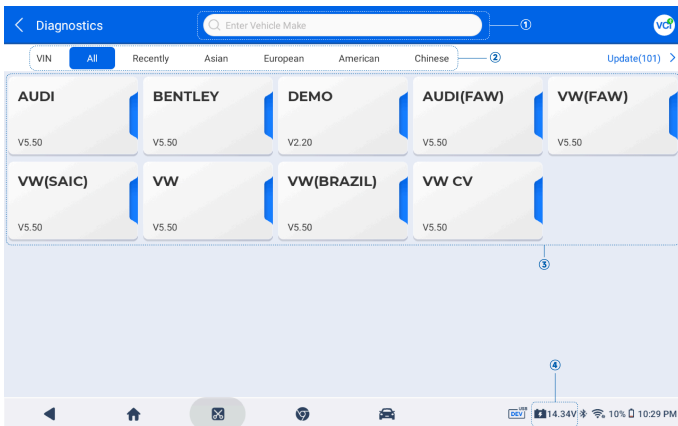 Diagnostics
Enter Vehicle Make
①
VCI
VIN All Recently Asian European American Chinese
②
Update(101)
AUDI BENTLEY DEMO AUDI(FAW) VW(FAW)
V5.50 V5.50 V2.20 V5.50 V5.50
VW(SAIC) VW VW(BRAZIL) VW CV
V5.50 V5.50 V5.50 V5.50
③
④
USB
DEV 14.34V 10% 10:29 PM